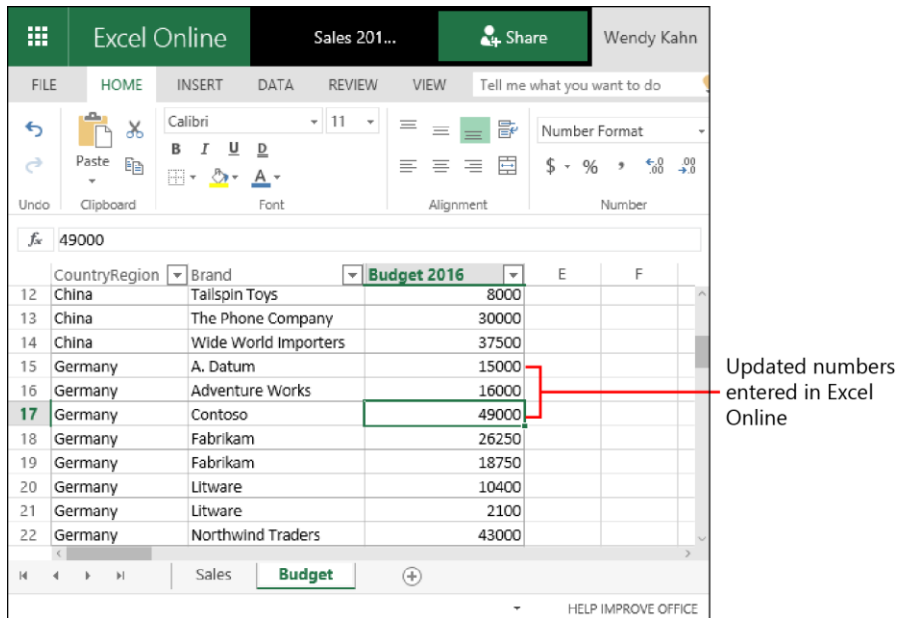 Excel Online Sales 201... Share Wendy Kahn
FILE HOME INSERT DATA REVIEW VIEW Tell me what you want to do
Calibri 11
Number Format
B I U D
Paste
$ % , .00 .00
A
Undo Clipboard Font Alignment Number
fx 49000
CountryRegion Brand Budget 2016 E F
12 China Tailspin Toys 8000
13 China The Phone Company 30000
14 China Wide World Importers 37500
15 Germany A. Datum 15000
16 Germany Adventure Works 16000
17 Germany Contoso 49000
18 Germany Fabrikam 26250
19 Germany Fabrikam 18750
20 Germany Litware 10400
21 Germany Litware 2100
22 Germany Northwind Traders 43000
Updated numbers
entered in Excel
Online
Sales Budget
HELP IMPROVE OFFICE